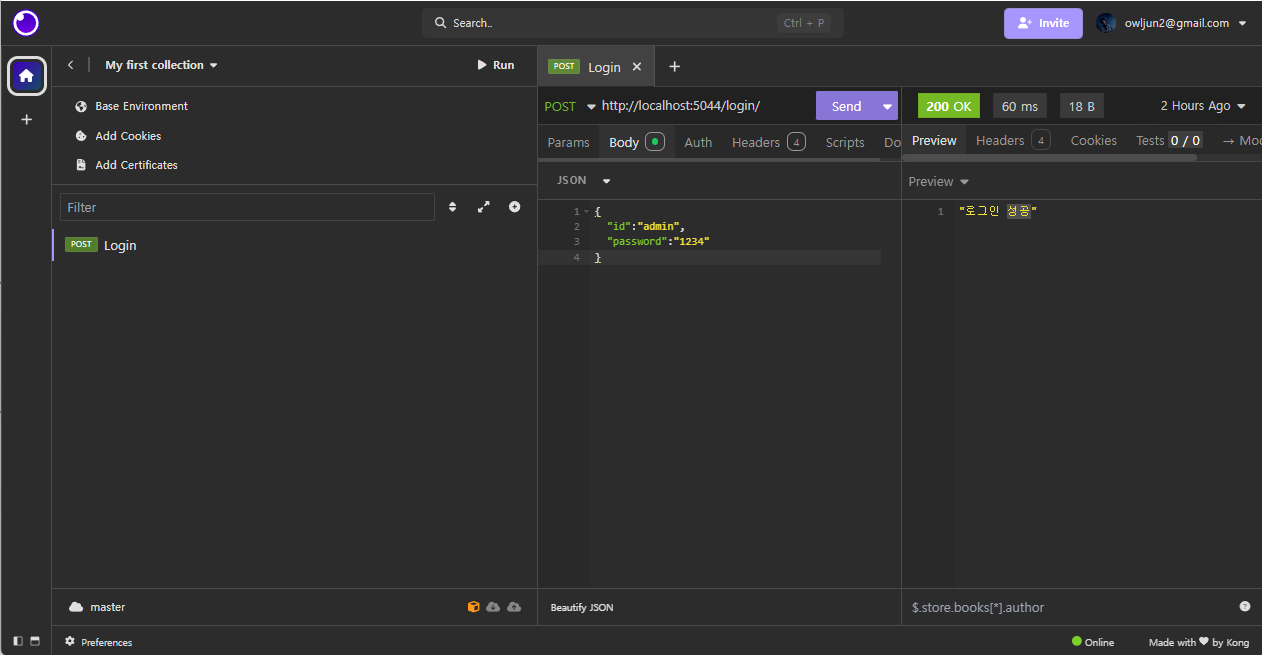 Search..
Ctrl + P
Invite
owljun2@gmail.com
My first collection
Run
Base Environment
Add Cookies
Add Certificates
Filter
POST Login
master
Preferences
POST Login
POST http://localhost:5044/login/ Send
Params Body Auth Headers 4 Scripts Do
JSON
1 {
2 "id":"admin",
3 "password":"1234"
4 }
Beautify JSON
200 OK 60 ms 18 B 2 Hours Ago
Preview Headers 4 Cookies Tests 0 / 0 → Moc
Preview
1 "로그인 성공"
$.store.books[*].author
Online
Made with ♥ by Kong